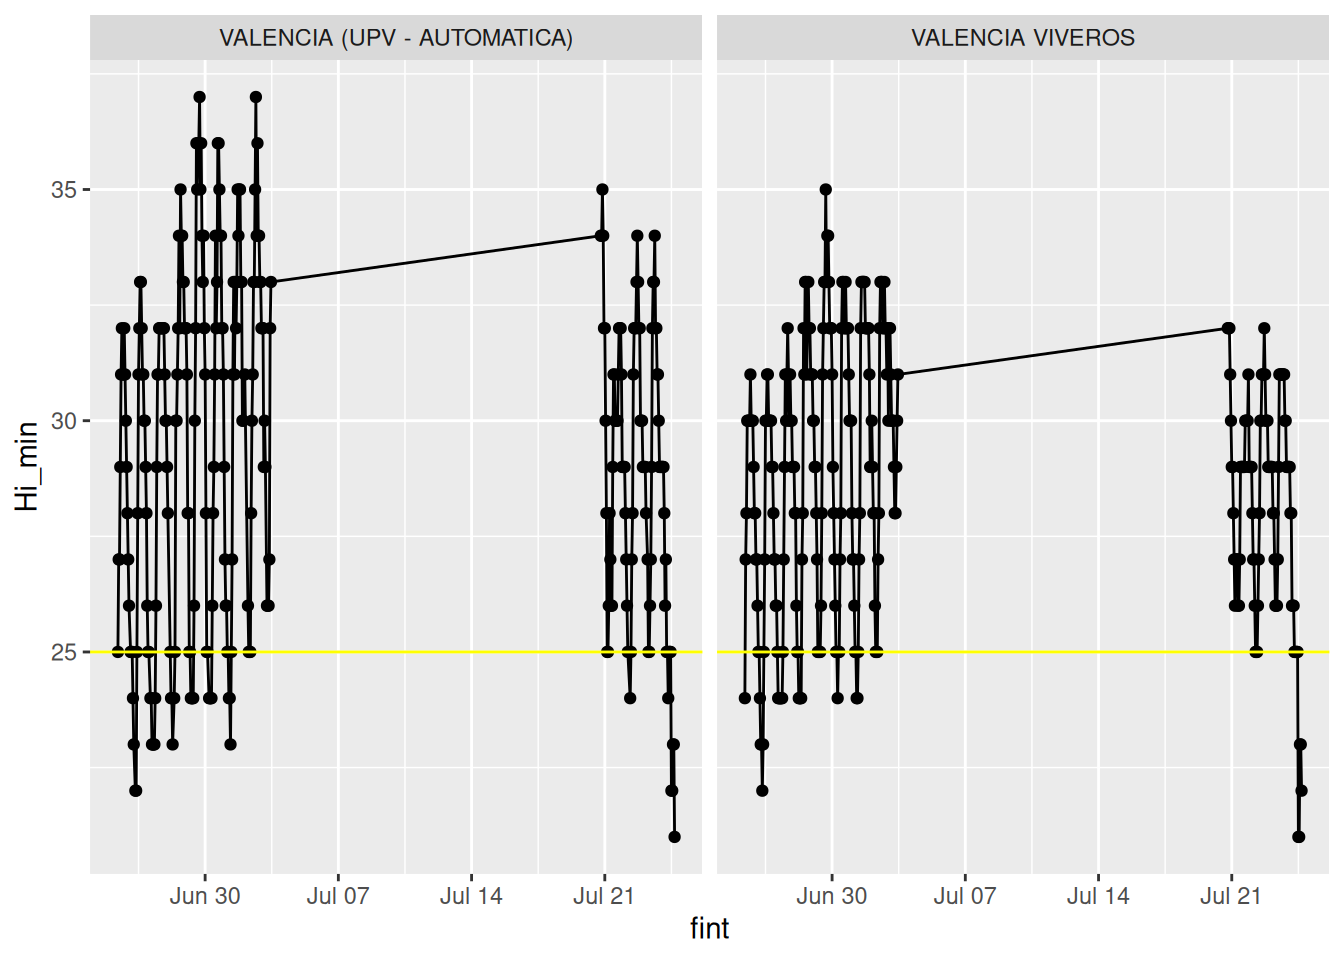 VALENCIA (UPV - AUTOMATICA)
VALENCIA VIVEROS
Hi_min
35
30
25
Jun 30
Jul 07
Jul 14
Jul 21
Jun 30
Jul 07
Jul 14
Jul 21
fint